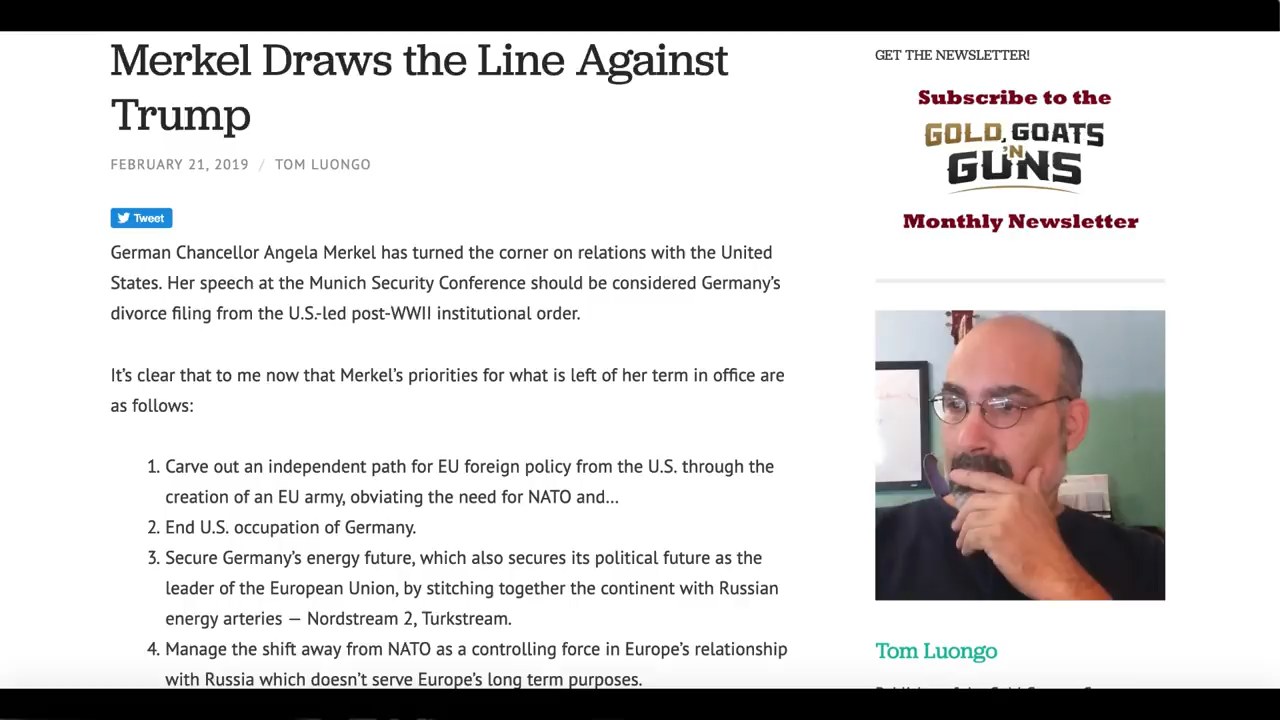 Merkel Draws the Line Against
Trump
FEBRUARY 21, 2019 / TOM LUONGO
Tweet
German Chancellor Angela Merkel has turned the corner on relations with the United
States. Her speech at the Munich Security Conference should be considered Germany's
divorce filing from the U.S.-led post-WWII institutional order.
It's clear that to me now that Merkel's priorities for what is left of her term in office are
as follows:
1. Carve out an independent path for EU foreign policy from the U.S. through the
creation of an EU army, obviating the need for NATO and...
2. End U.S. occupation of Germany.
3. Secure Germany's energy future, which also secures its political future as the
leader of the European Union, by stitching together the continent with Russian
energy arteries — Nordstream 2, Turkstream.
4. Manage the shift away from NATO as a controlling force in Europe's relationship
with Russia which doesn't serve Europe's long term purposes.
GET THE NEWSLETTER!
Subscribe to the
GOLD, GOATS
'N
GUNS
Monthly Newsletter
Tom Luongo